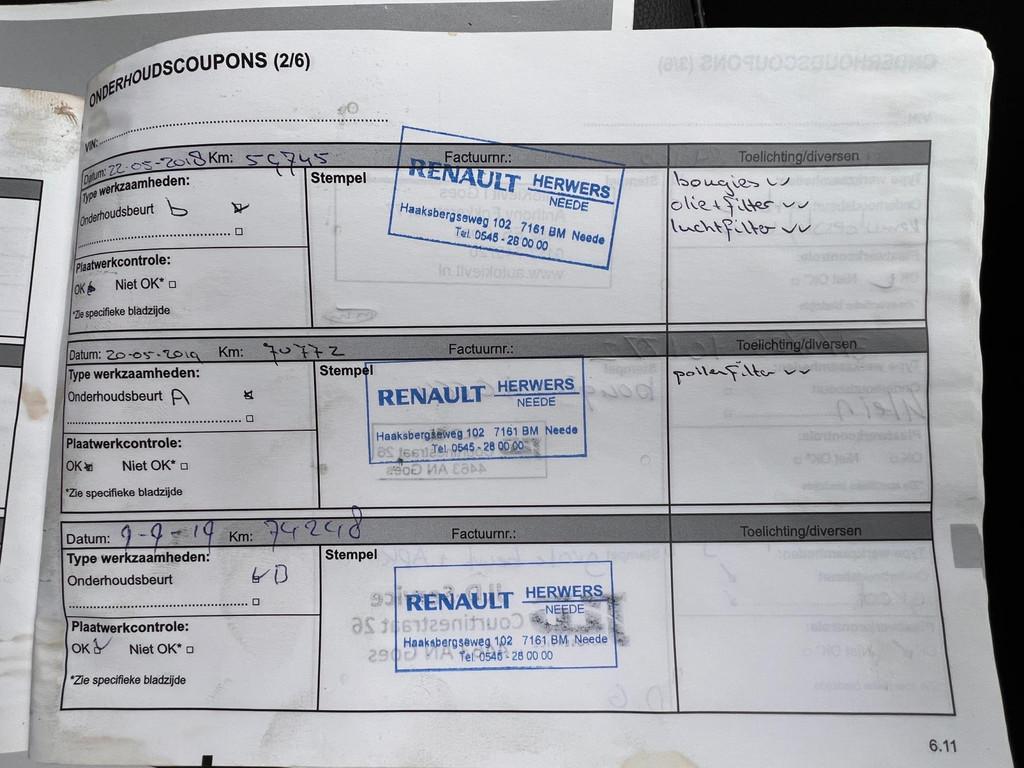 ONDERHOUDSCOUPONS (2/6)
VIN:
Datum: 22-05-2018 Km: 59745 Factuurnr.: Toelichting/diversen
Type werkzaamheden:
Onderhoudsbeurt b
Plaatwerkcontrole:
OK Niet OK*
*Zie specifieke bladzijde
Stempel
RENAULT HERWERS
NEEDE
Haaksbergseweg 102 7161 BM Neede
Tel. 0545 - 28 00 00
bougies
olie+filter
luchtfilter
Datum: 20-05-2019 Km: 70772 Factuurnr.: Toelichting/diversen
Type werkzaamheden:
Onderhoudsbeurt A
Plaatwerkcontrole:
OK Niet OK*
*Zie specifieke bladzijde
Stempel
RENAULT HERWERS
NEEDE
Haaksbergseweg 102 7161 BM Neede
Tel. 0545 - 28 00 00
pollenfilter
Datum: 9-9-19 Km: 74248 Factuurnr.: Toelichting/diversen
Type werkzaamheden:
Onderhoudsbeurt B
Plaatwerkcontrole:
OK Niet OK*
*Zie specifieke bladzijde
Stempel
RENAULT HERWERS
NEEDE
Haaksbergseweg 102 7161 BM Neede
Tel. 0545 - 28 00 00
6.11